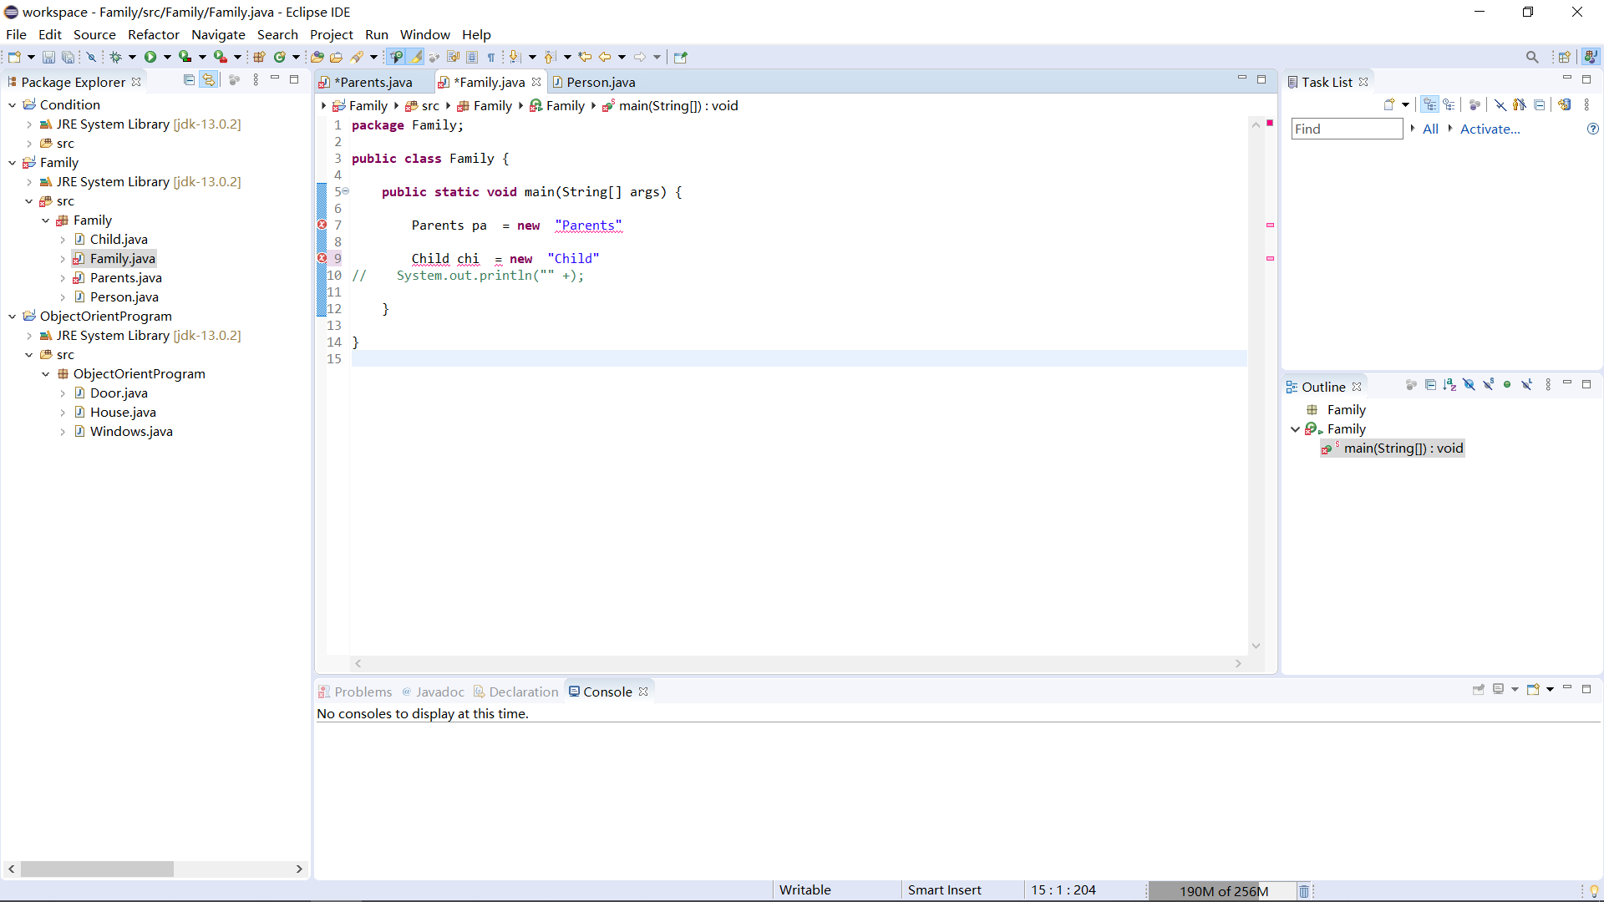 workspace - Family/src/Family/Family.java - Eclipse IDE
File Edit Source Refactor Navigate Search Project Run Window Help
Package Explorer
Condition
JRE System Library [jdk-13.0.2]
src
Family
JRE System Library [jdk-13.0.2]
src
Family
Child.java
Family.java
Parents.java
Person.java
ObjectOrientProgram
JRE System Library [jdk-13.0.2]
src
ObjectOrientProgram
Door.java
House.java
Windows.java
*Parents.java *Family.java Person.java
Family src Family Family main(String[]) : void
1 package Family;
2
3 public class Family {
4
5 public static void main(String[] args) {
6
7 Parents pa  = new  "Parents"
8
9 Child chi  = new  "Child"
10 //    System.out.println("" +);
11
12 }
13
14 }
15
Problems Javadoc Declaration Console
No consoles to display at this time.
Task List
Find All Activate...
Outline
Family
Family
main(String[]) : void
Writable Smart Insert 15 : 1 : 204 190M of 256M